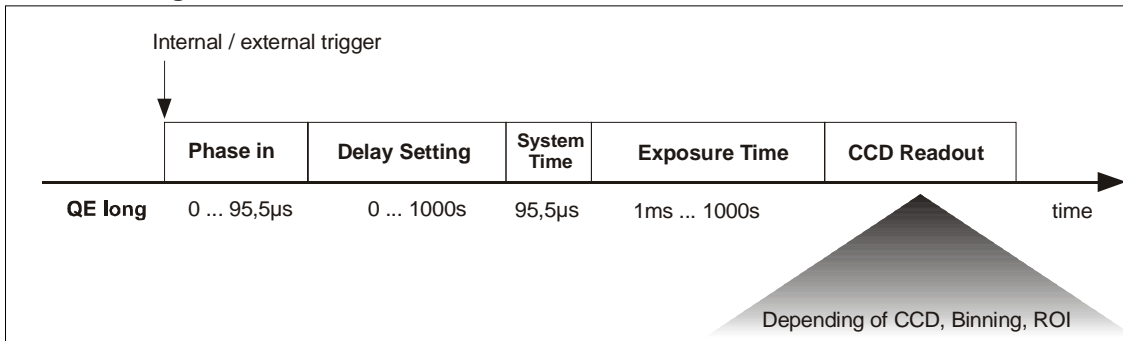 Internal / external trigger
Phase in
Delay Setting
System
Time
Exposure Time
CCD Readout
QE long
0 ... 95,5µs
0 ... 1000s
95,5µs
1ms ... 1000s
time
Depending of CCD, Binning, ROI